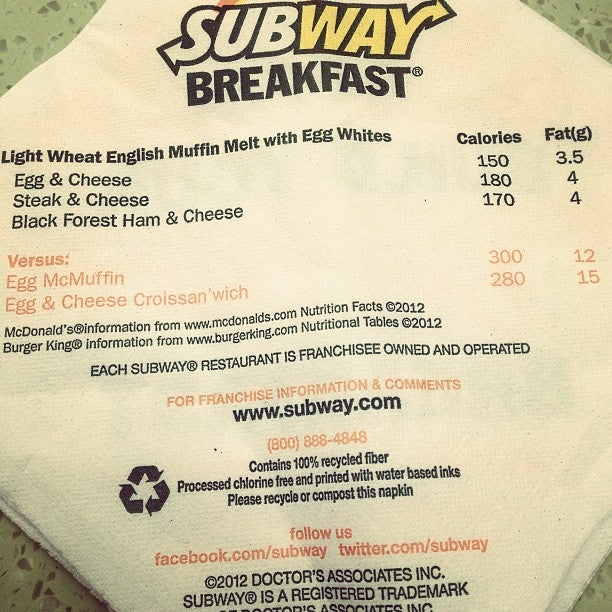 SUBWAY
BREAKFAST®
Calories Fat(g)
Light Wheat English Muffin Melt with Egg Whites
Egg & Cheese 150 3.5
Steak & Cheese 180 4
Black Forest Ham & Cheese 170 4
Versus:
Egg McMuffin 300 12
Egg & Cheese Croissan'wich 280 15
McDonald's®information from www.mcdonalds.com Nutrition Facts ©2012
Burger King® information from www.burgerking.com Nutritional Tables ©2012
EACH SUBWAY® RESTAURANT IS FRANCHISEE OWNED AND OPERATED
FOR FRANCHISE INFORMATION & COMMENTS
www.subway.com
(800) 888-4848
Contains 100% recycled fiber
Processed chlorine free and printed with water based inks
Please recycle or compost this napkin
follow us
facebook.com/subway twitter.com/subway
©2012 DOCTOR'S ASSOCIATES INC.
SUBWAY® IS A REGISTERED TRADEMARK
OF DOCTOR'S ASSOCIATES INC.